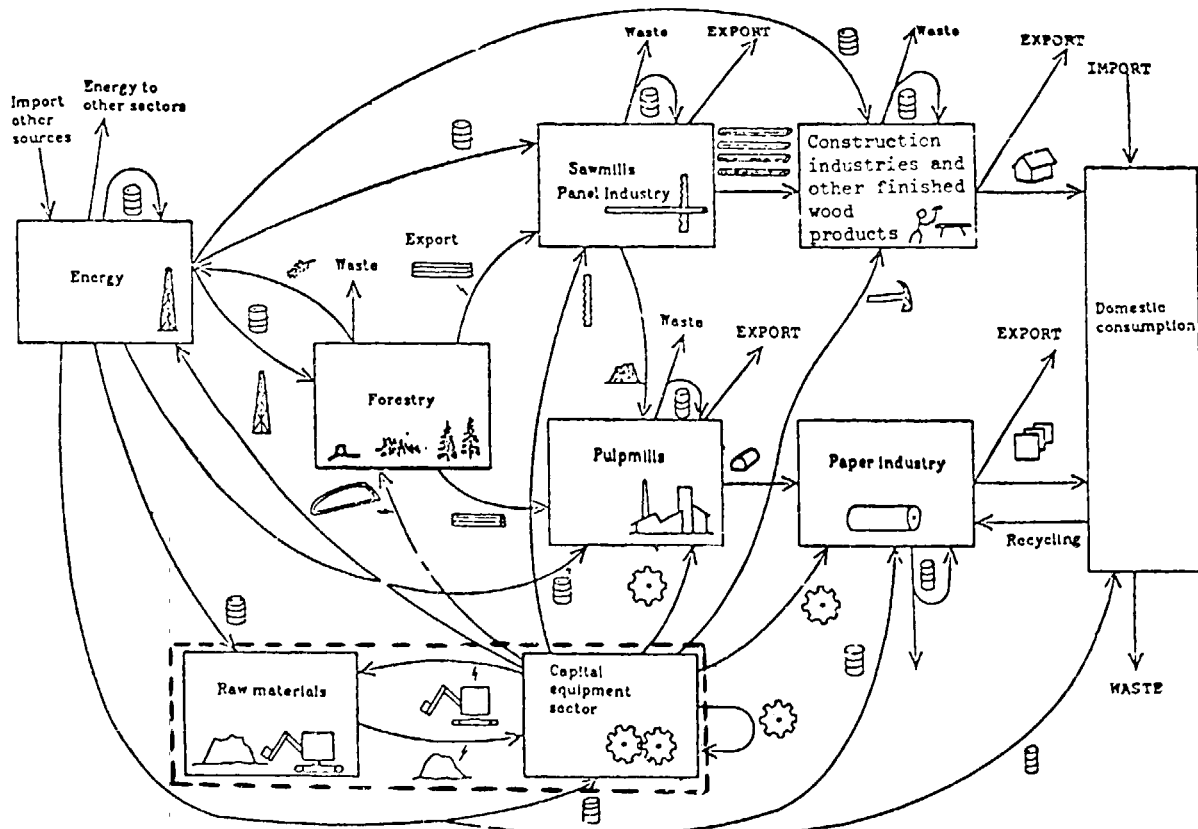 Waste
EXPORT
Waste
EXPORT
IMPORT
Energy to
other sectors
Import
other
sources
Sawmills
Panel Industry
Construction
industries and
other finished
wood
products
Energy
Waste
Export
Domestic
consumption
Waste
EXPORT
EXPORT
Forestry
Pulpmills
Paper industry
Recycling
Raw materials
Capital
equipment
sector
WASTE